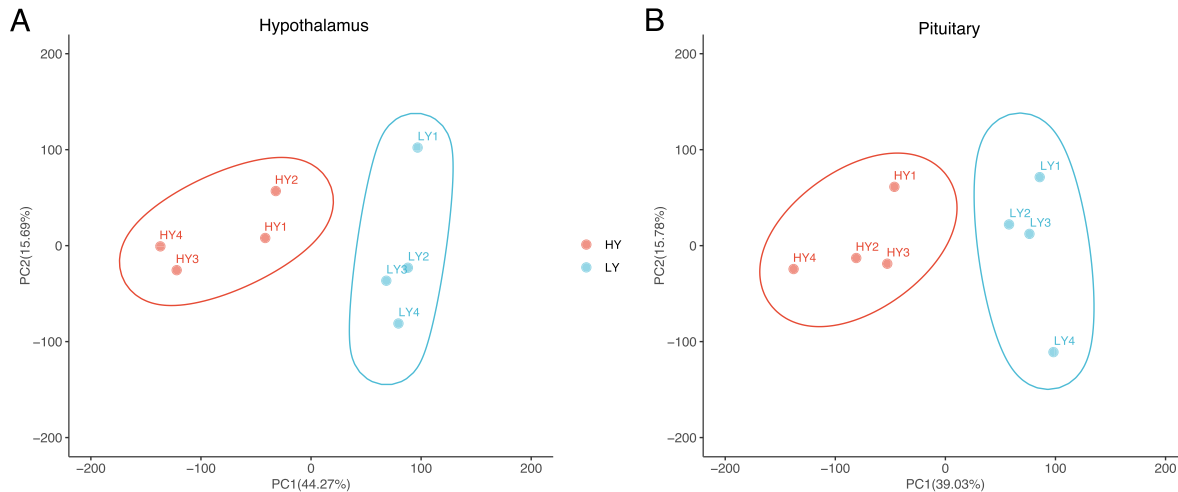 A
Hypothalamus
200
100
0
−100
−200
PC2(15.69%)
−200
−100
0
100
200
PC1(44.27%)
HY2
HY1
HY4
HY3
LY1
LY2
LY3
LY4
HY
LY
B
Pituitary
200
100
0
−100
−200
PC2(15.78%)
−200
−100
0
100
200
PC1(39.03%)
HY1
HY2
HY3
HY4
LY1
LY2
LY3
LY4